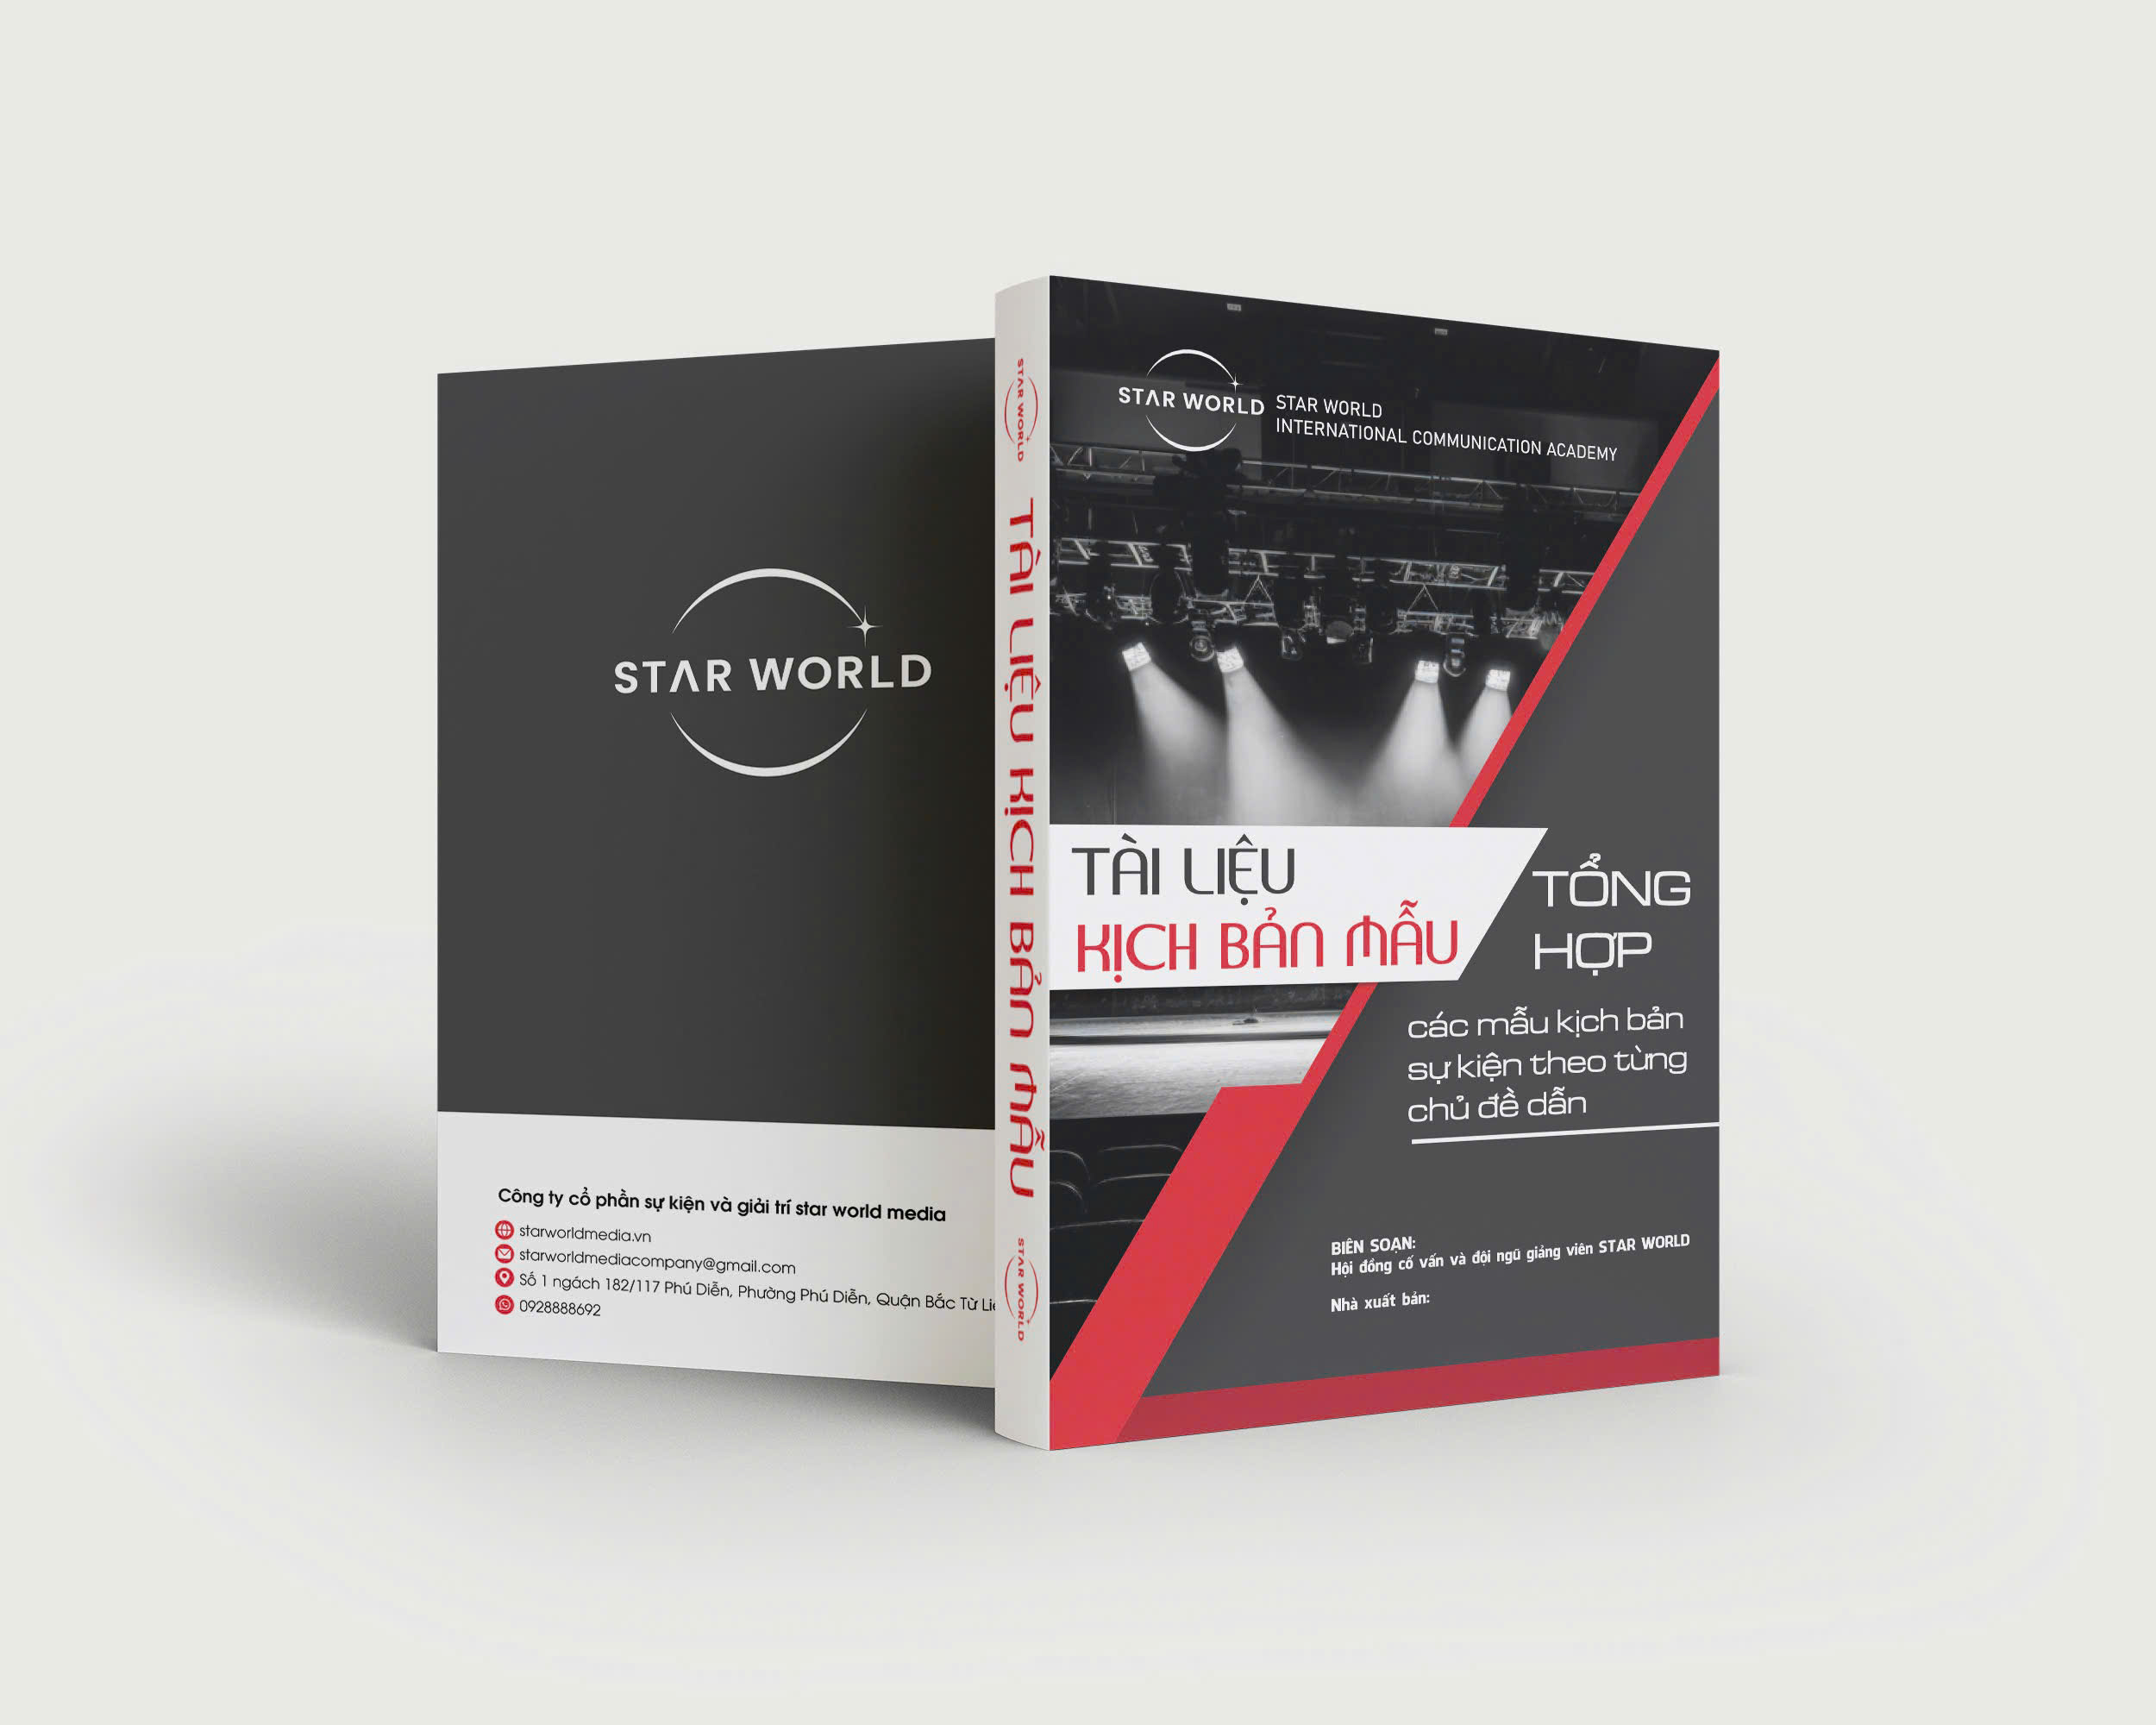 STAR WORLD
Công ty cổ phần sự kiện và giải trí star world media
starworldmedia.vn
starworldmediacompany@gmail.com
Số 1 ngách 182/117 Phú Diễn, Phường Phú Diễn, Quận Bắc Từ
0928888692
STAR WORLD
TÀI LIỆU KỊCH BẢN MẪU
STAR WORLD
STAR WORLD
STAR WORLD
INTERNATIONAL COMMUNICATION ACADEMY
TÀI LIỆU
KỊCH BẢN MẪU
TỔNG
HỢP
các mẫu kịch bản
sự kiện theo từng
chủ đề dẫn
BIÊN SOẠN:
Hội đồng cố vấn và đội ngũ giảng viên STAR WORLD
Nhà xuất bản: